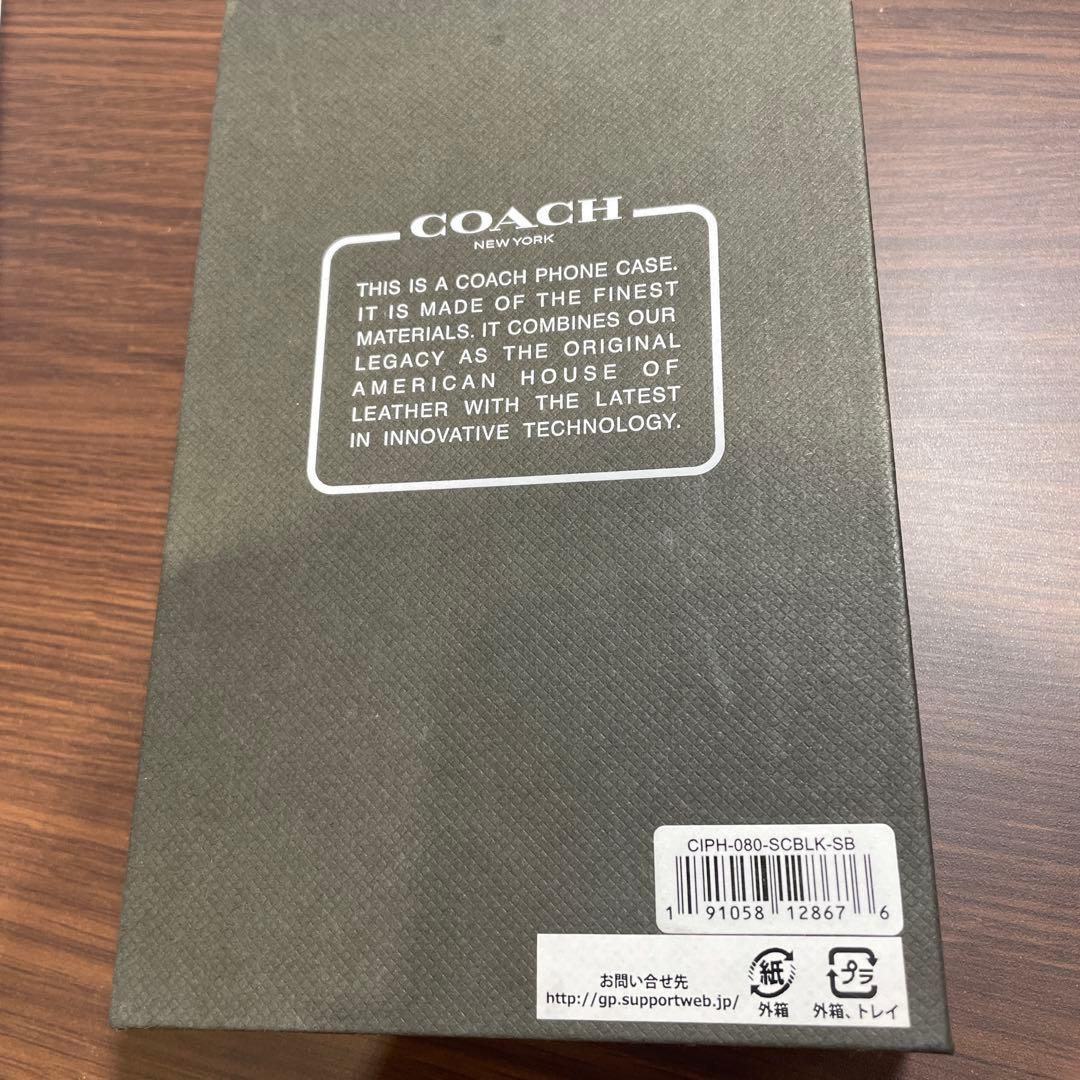 COACH
NEW YORK
THIS IS A COACH PHONE CASE.
IT IS MADE OF THE FINEST
MATERIALS. IT COMBINES OUR
LEGACY AS THE ORIGINAL
AMERICAN HOUSE OF
LEATHER WITH THE LATEST
IN INNOVATIVE TECHNOLOGY.
CIPH-080-SCBLK-SB
1 91058 12867 6
お問い合せ先
http://gp.supportweb.jp/
紙
外箱
プラ
外箱、トレイ